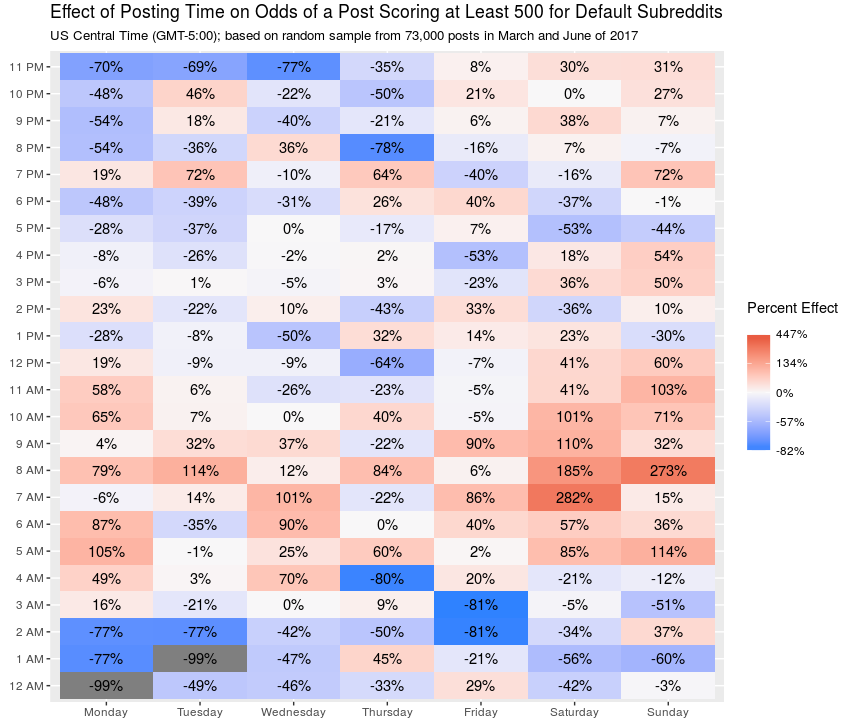 Effect of Posting Time on Odds of a Post Scoring at Least 500 for Default Subreddits
US Central Time (GMT-5:00); based on random sample from 73,000 posts in March and June of 2017
11 PM -70% -69% -77% -35% 8% 30% 31%
10 PM -48% 46% -22% -50% 21% 0% 27%
9 PM -54% 18% -40% -21% 6% 38% 7%
8 PM -54% -36% 36% -78% -16% 7% -7%
7 PM 19% 72% -10% 64% -40% -16% 72%
6 PM -48% -39% -31% 26% 40% -37% -1%
5 PM -28% -37% 0% -17% 7% -53% -44%
4 PM -8% -26% -2% 2% -53% 18% 54%
3 PM -6% 1% -5% 3% -23% 36% 50%
2 PM 23% -22% 10% -43% 33% -36% 10%
1 PM -28% -8% -50% 32% 14% 23% -30%
12 PM 19% -9% -9% -64% -7% 41% 60%
11 AM 58% 6% -26% -23% -5% 41% 103%
10 AM 65% 7% 0% 40% -5% 101% 71%
9 AM 4% 32% 37% -22% 90% 110% 32%
8 AM 79% 114% 12% 84% 6% 185% 273%
7 AM -6% 14% 101% -22% 86% 282% 15%
6 AM 87% -35% 90% 0% 40% 57% 36%
5 AM 105% -1% 25% 60% 2% 85% 114%
4 AM 49% 3% 70% -80% 20% -21% -12%
3 AM 16% -21% 0% 9% -81% -5% -51%
2 AM -77% -77% -42% -50% -81% -34% 37%
1 AM -77% -99% -47% 45% -21% -56% -60%
12 AM -99% -49% -46% -33% 29% -42% -3%
Monday Tuesday Wednesday Thursday Friday Saturday Sunday
Percent Effect
447%
134%
0%
-57%
-82%